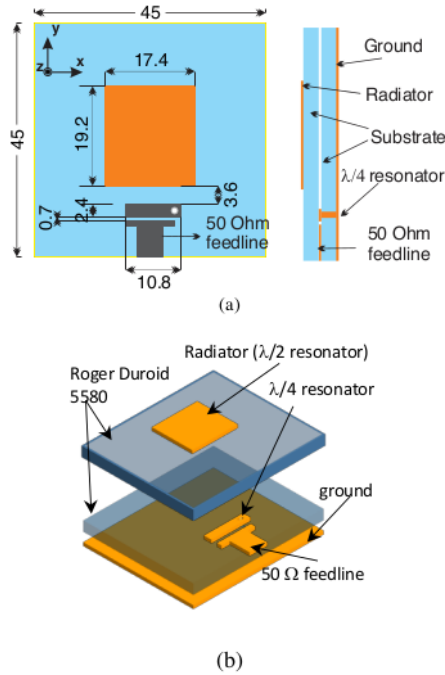 45
y
z
x
17.4
19.2
45
3.6
2.4
0.7
50 Ohm
feedline
10.8
Ground
Radiator
Substrate
λ/4 resonator
50 Ohm
feedline
(a)
Roger Duroid
5580
Radiator (λ/2 resonator)
λ/4 resonator
ground
50 Ω feedline
(b)